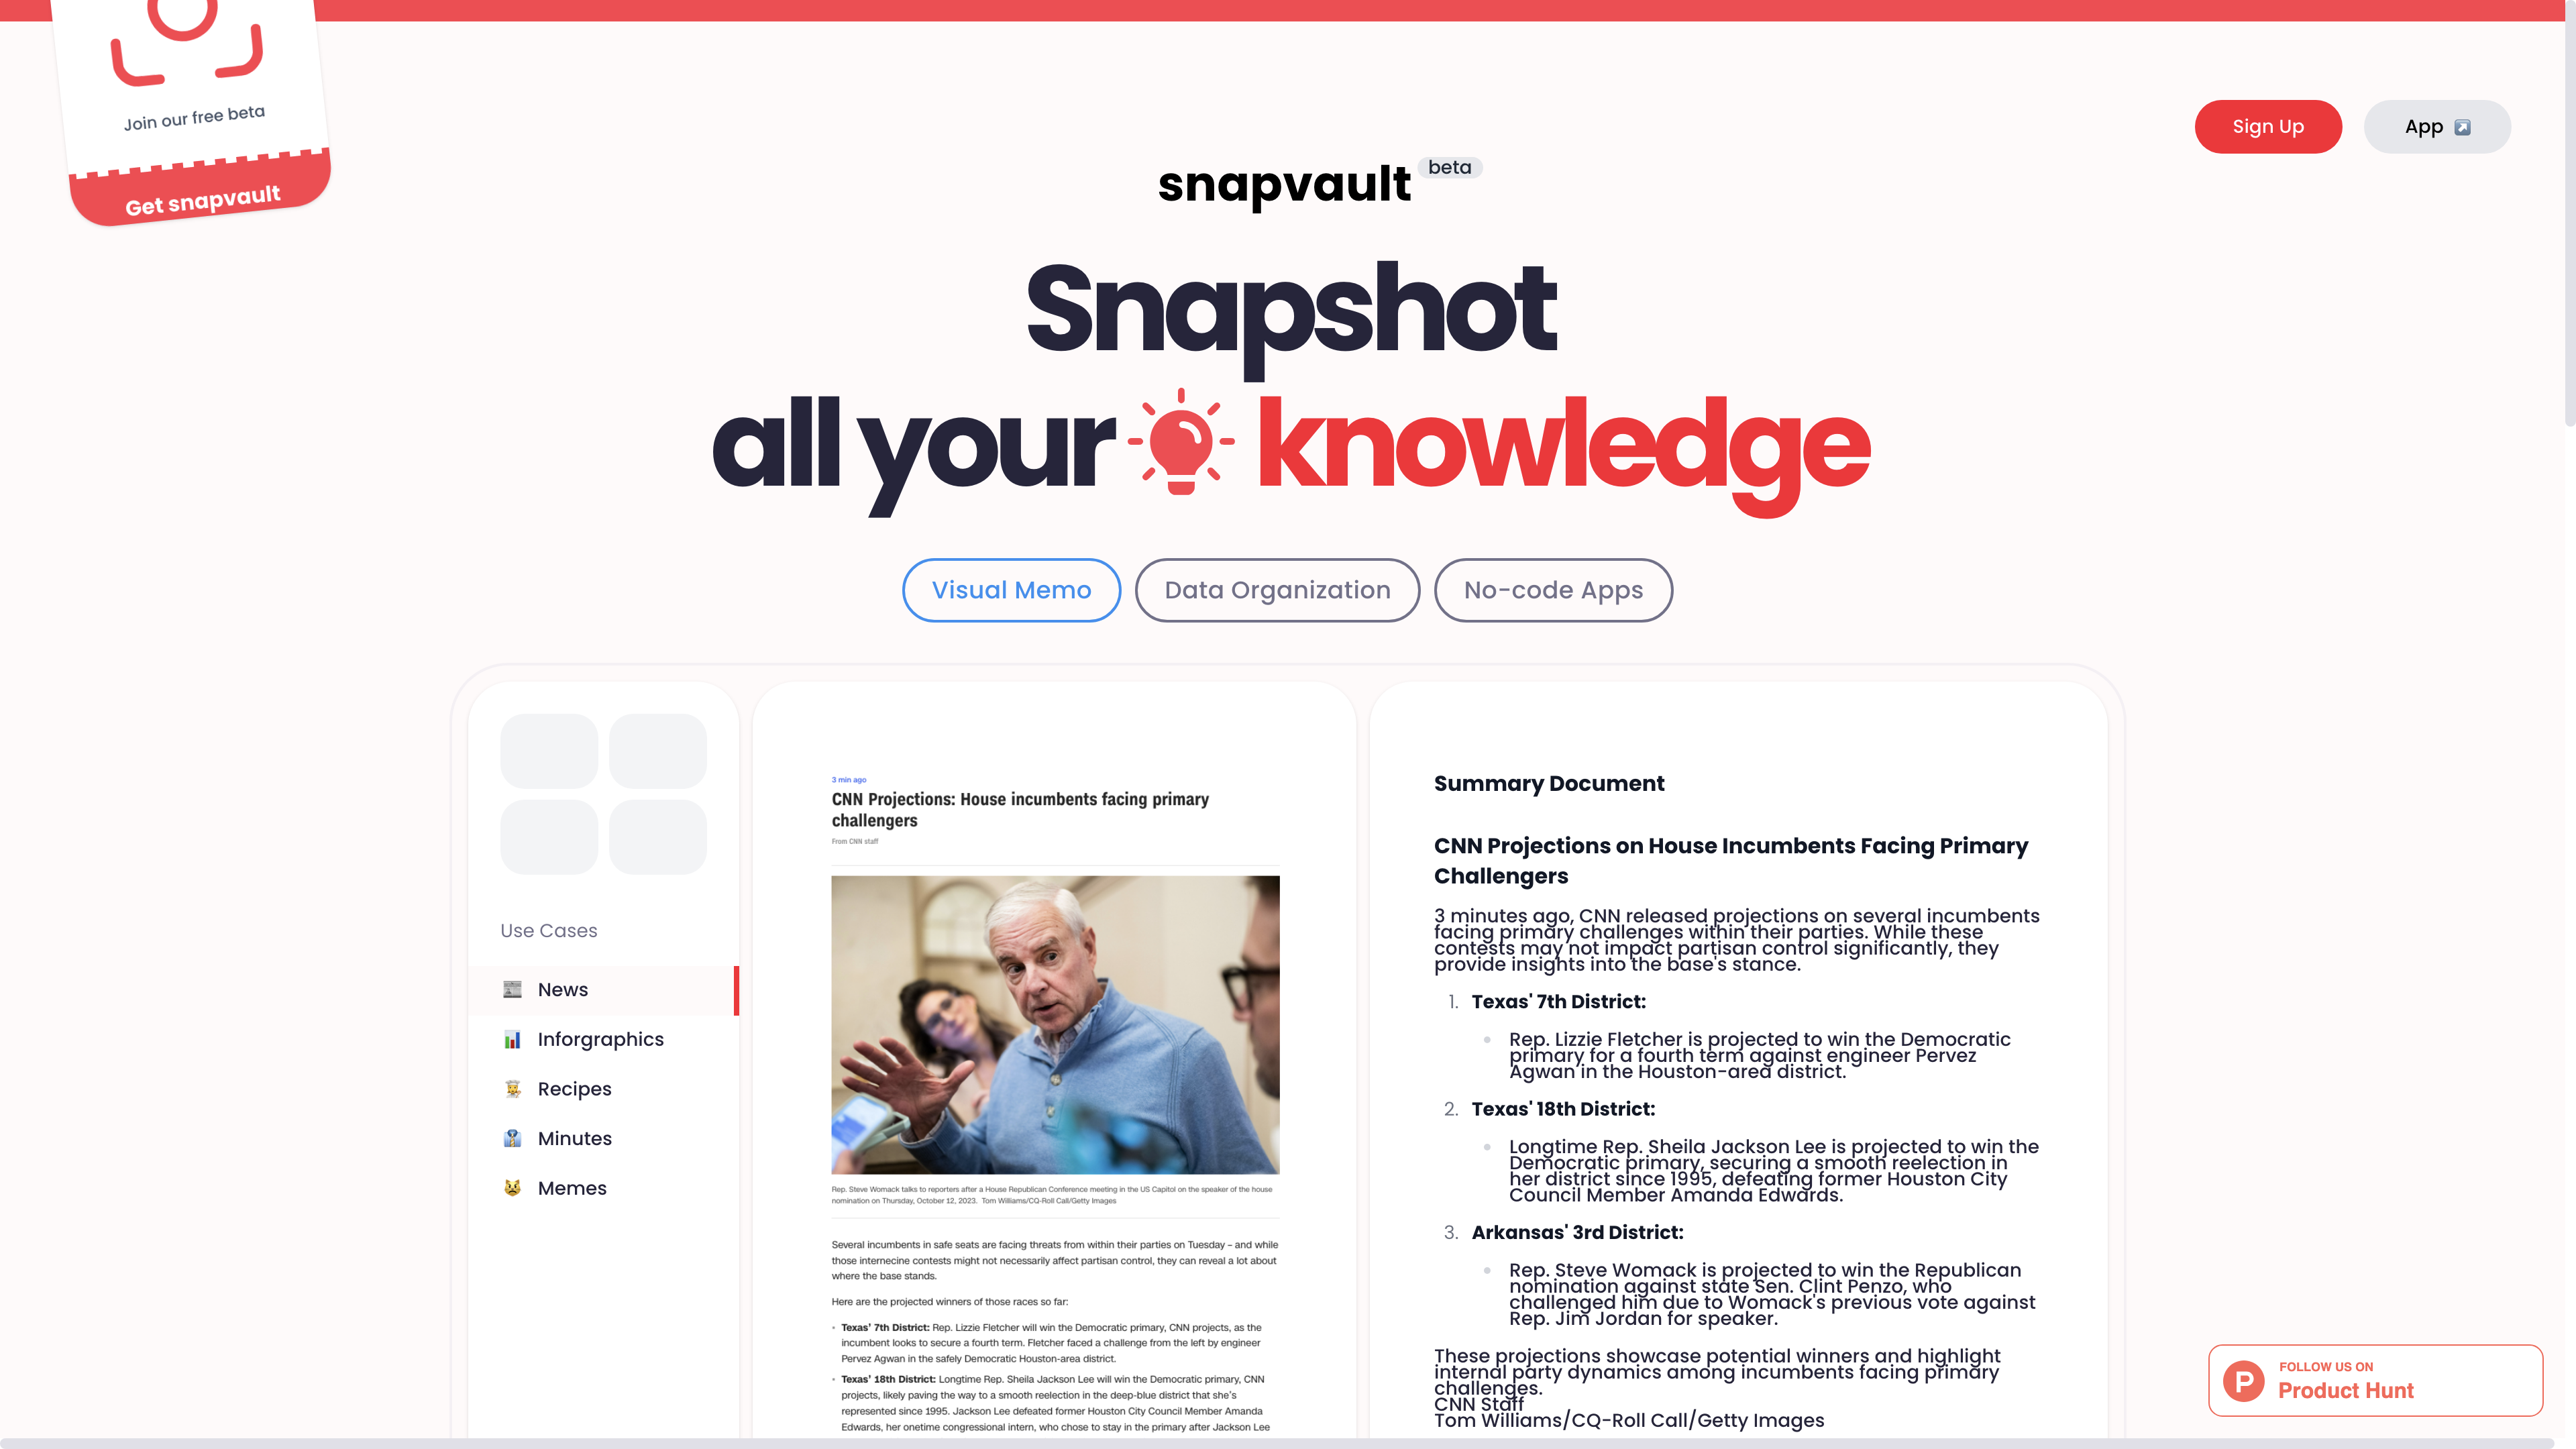 Join our free beta
Get snapvault
Sign Up
App
snapvault beta
Snapshot
all your knowledge
Visual Memo
Data Organization
No-code Apps
Use Cases
News
Inforgraphics
Recipes
Minutes
Memes
3 min ago
CNN Projections: House incumbents facing primary
challengers
From CNN staff
Rep. Steve Womack talks to reporters after a House Republican Conference meeting in the US Capitol on the speaker of the house
nomination on Thursday, October 12, 2023. Tom Williams/CQ-Roll Call/Getty Images
Several incumbents in safe seats are facing threats from within their parties on Tuesday – and while
those internecine contests might not necessarily affect partisan control, they can reveal a lot about
where the base stands.
Here are the projected winners of those races so far:
• Texas' 7th District: Rep. Lizzie Fletcher will win the Democratic primary, CNN projects, as the
incumbent looks to secure a fourth term. Fletcher faced a challenge from the left by engineer
Pervez Agwan in the safely Democratic Houston-area district.
• Texas' 18th District: Longtime Rep. Sheila Jackson Lee will win the Democratic primary, CNN
projects, likely paving the way to a smooth reelection in the deep-blue district that she's
represented since 1995. Jackson Lee defeated former Houston City Council Member Amanda
Edwards, her onetime congressional intern, who chose to stay in the primary after Jackson Lee
Summary Document
CNN Projections on House Incumbents Facing Primary
Challengers
3 minutes ago, CNN released projections on several incumbents
facing primary challenges within their parties. While these
contests may not impact partisan control significantly, they
provide insights into the base's stance.
1. Texas' 7th District:
• Rep. Lizzie Fletcher is projected to win the Democratic
primary for a fourth term against engineer Pervez
Agwan in the Houston-area district.
2. Texas' 18th District:
• Longtime Rep. Sheila Jackson Lee is projected to win the
Democratic primary, securing a smooth reelection in
her district since 1995, defeating former Houston City
Council Member Amanda Edwards.
3. Arkansas' 3rd District:
• Rep. Steve Womack is projected to win the Republican
nomination against state Sen. Clint Penzo, who
challenged him due to Womack's previous vote against
Rep. Jim Jordan for speaker.
These projections showcase potential winners and highlight
internal party dynamics among incumbents facing primary
challenges.
CNN Staff
Tom Williams/CQ-Roll Call/Getty Images
P
FOLLOW US ON
Product Hunt